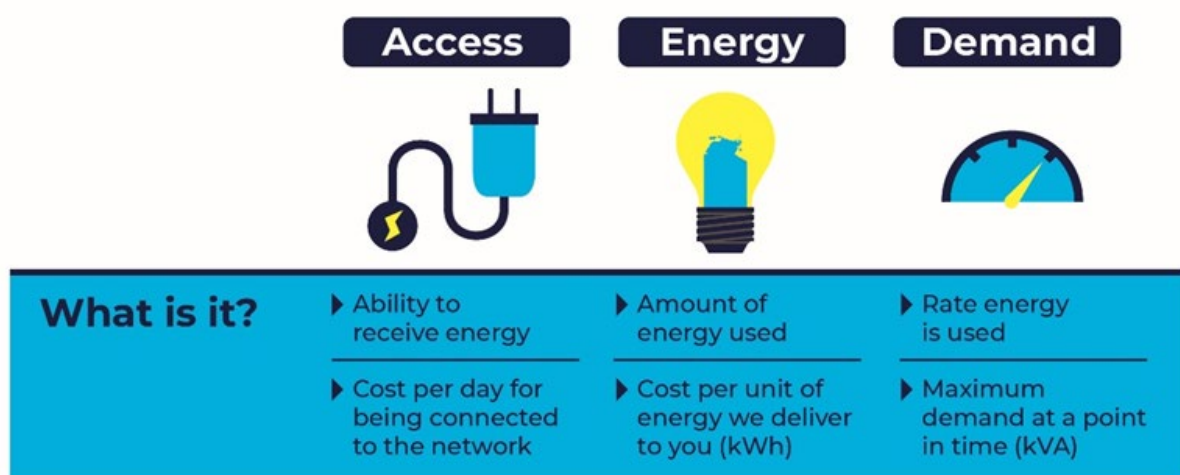 Access
Energy
Demand
What is it?
Ability to
receive energy
Cost per day for
being connected
to the network
Amount of
energy used
Cost per unit of
energy we deliver
to you (kWh)
Rate energy
is used
Maximum
demand at a point
in time (kVA)